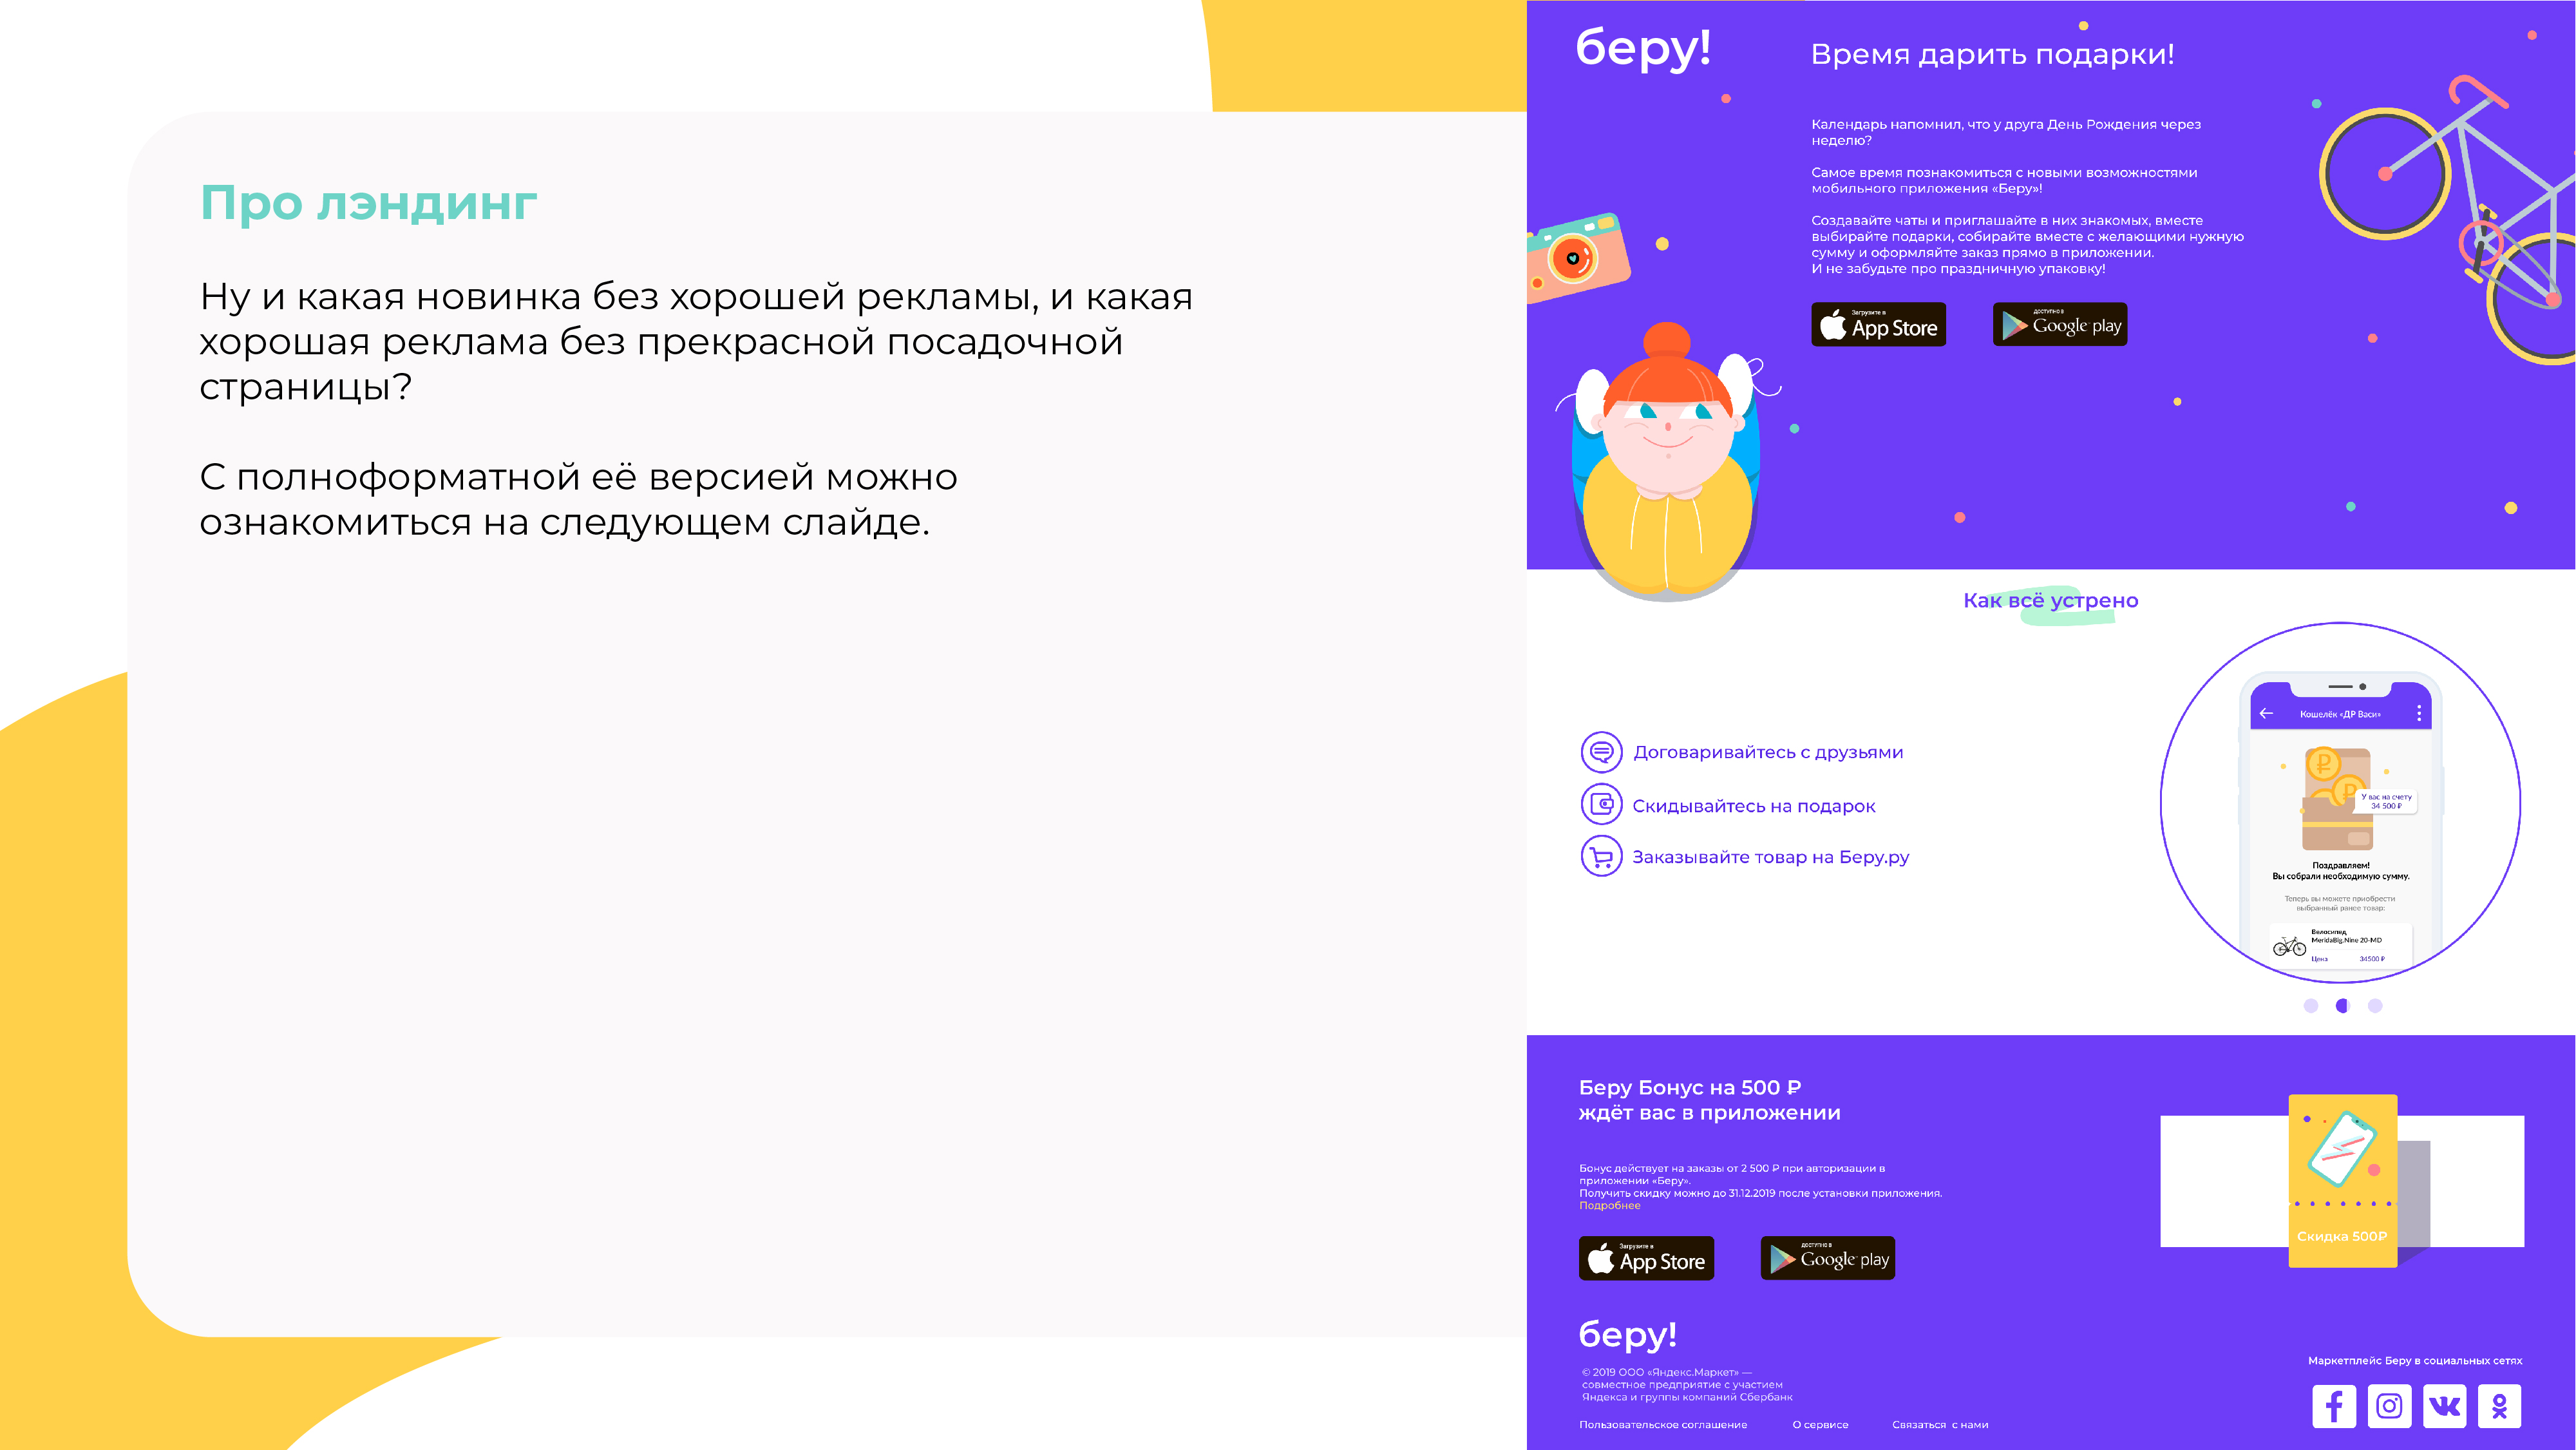 Про лэндинг
Ну и какая новинка без хорошей рекламы, и какая
хорошая реклама без прекрасной посадочной
страницы?
С полноформатной её версией можно
ознакомиться на следующем слайде.
беру!
Время дарить подарки!
Календарь напомнил, что у друга День Рождения через
неделю?
Самое время познакомиться с новыми возможностями
мобильного приложения «Беру»!
Создавайте чаты и приглашайте в них знакомых, вместе
выбирайте подарки, собирайте вместе с желающими нужную
сумму и оформляйте заказ прямо в приложении.
И не забудьте про праздничную упаковку!
Загрузите в
App Store
ДОСТУПНО В
Google play
Как всё устрено
Договаривайтесь с друзьями
Скидывайтесь на подарок
Заказывайте товар на Беру.ру
Кошелёк «ДР Васи»
У вас на счету
34 500 ₽
Поздравляем!
Вы собрали необходимую сумму.
Теперь вы можете приобрести
выбранный ранее товар:
Велосипед
MeridaBig.Nine 20-MD
Цена 34500 ₽
Беру Бонус на 500 ₽
ждёт вас в приложении
Бонус действует на заказы от 2 500 ₽ при авторизации в
приложении «Беру».
Получить скидку можно до 31.12.2019 после установки приложения.
Подробнее
Загрузите в
App Store
ДОСТУПНО В
Google play
Скидка 500₽
беру!
© 2019 ООО «Яндекс.Маркет» —
совместное предприятие с участием
Яндекса и группы компаний Сбербанк
Пользовательское соглашение О сервисе Связаться с нами
Маркетплейс Беру в социальных сетях